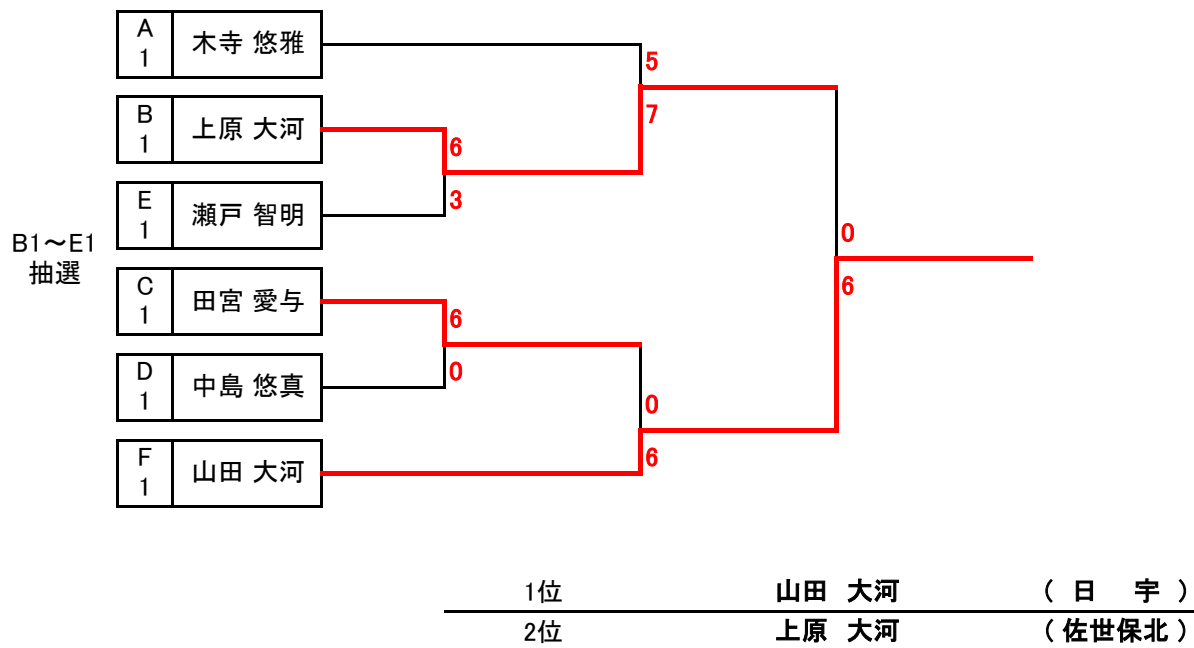 A
1
木寺 悠雅
5
B
1
上原 大河
7
6
E
1
瀬戸 智明
3
B1～E1
抽選
0
C
1
田宮 愛与
6
6
D
1
中島 悠真
0
0
F
1
山田 大河
6
1位 山田 大河 ( 日 宇 )
2位 上原 大河 ( 佐世保北 )